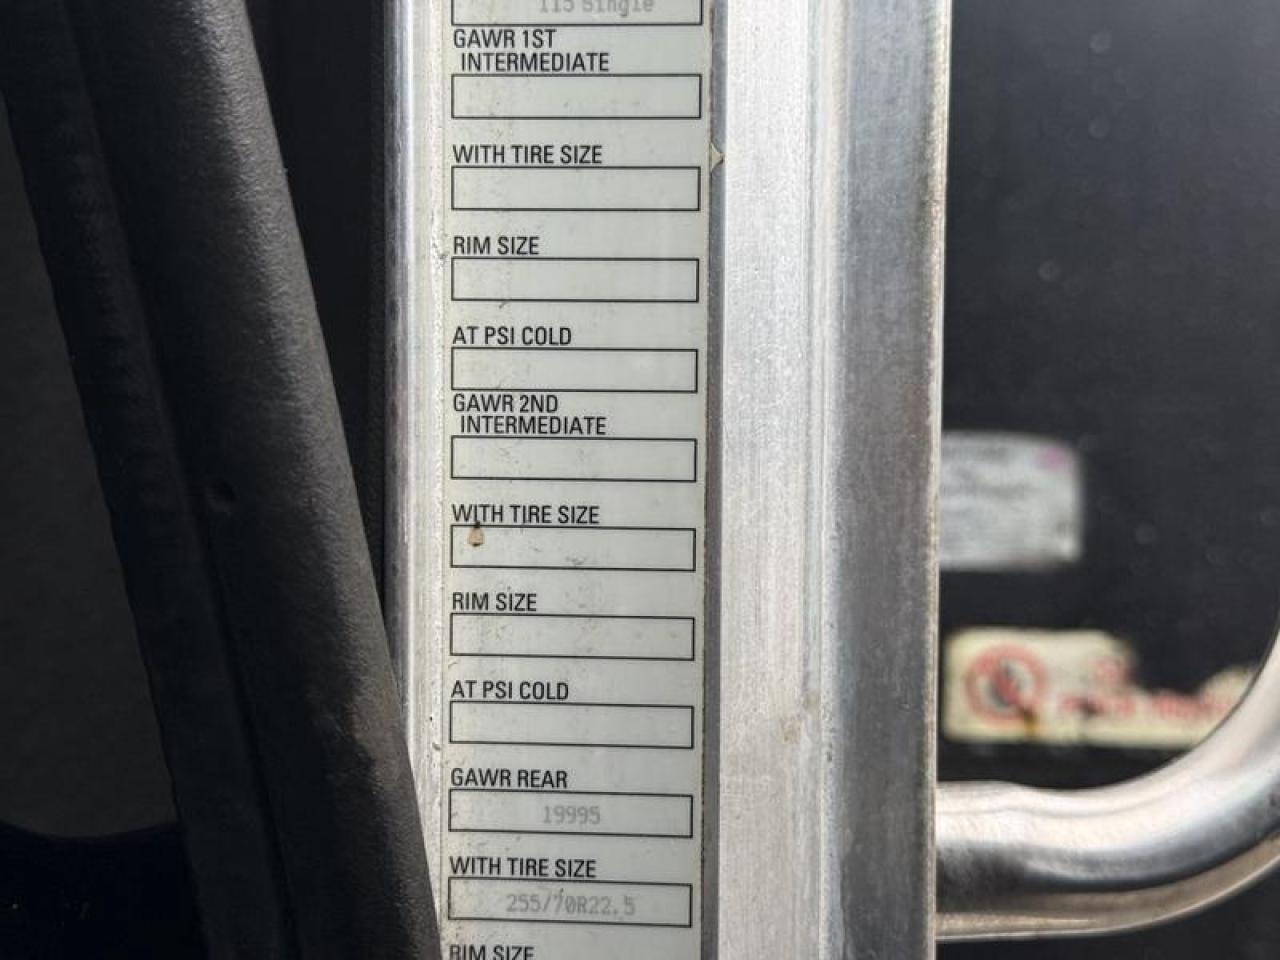 115 Single
GAWR 1ST
INTERMEDIATE
WITH TIRE SIZE
RIM SIZE
AT PSI COLD
GAWR 2ND
INTERMEDIATE
WITH TIRE SIZE
RIM SIZE
AT PSI COLD
GAWR REAR
19995
WITH TIRE SIZE
255/70R22.5
RIM SIZE